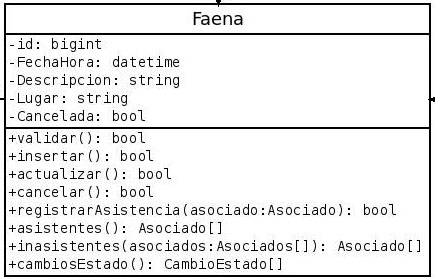 Faena
-id: bigint
-FechaHora: datetime
-Descripcion: string
-Lugar: string
-Cancelada: bool
+validar(): bool
+insertar(): bool
+actualizar(): bool
+cancelar(): bool
+registrarAsistencia(asociado:Asociado): bool
+asistentes(): Asociado[]
+inasistentes(asociados:Asociados[]): Asociado[]
+cambiosEstado(): CambioEstado[]